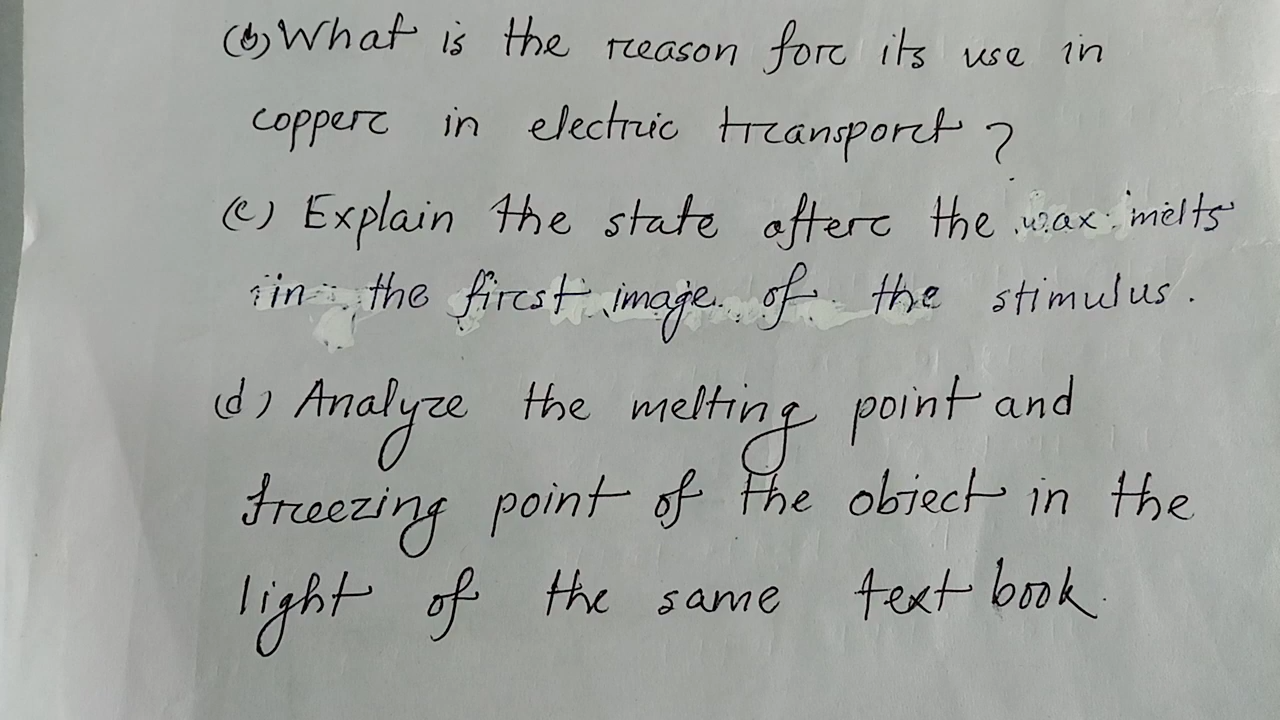 (b) What is the reason for its use in
copper in electric transport ?
(c) Explain the state after the wax melts
in the first image of the stimulus.
(d) Analyze the melting point and
freezing point of the object in the
light of the same text book.